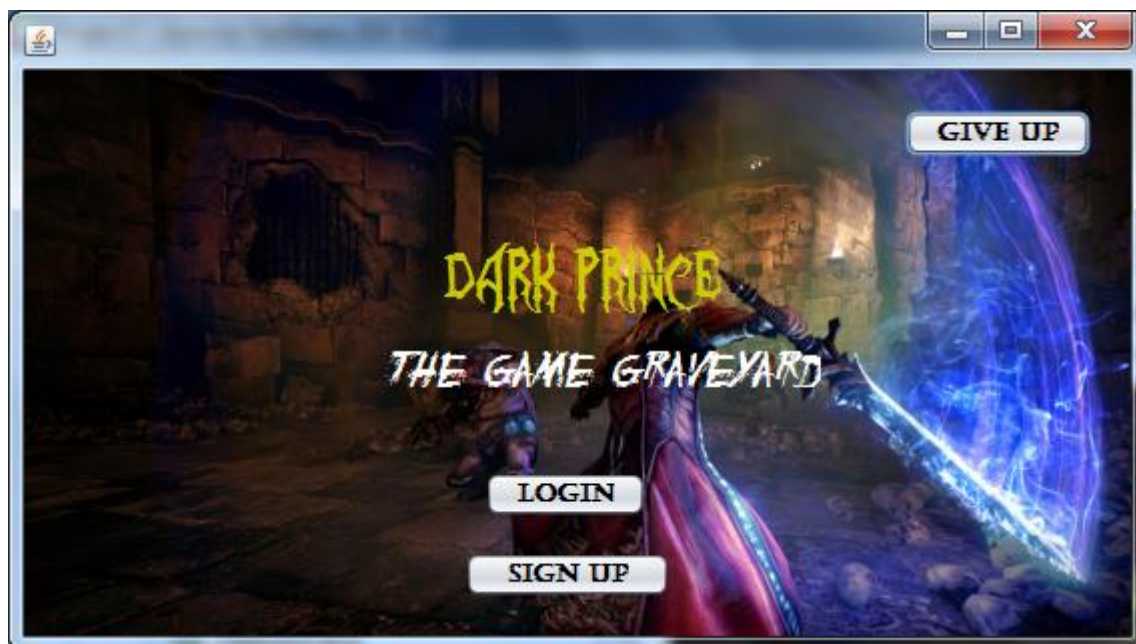 GIVE UP
DARK PRINCE
THE GAME GRAVEYARD
LOGIN
SIGN UP